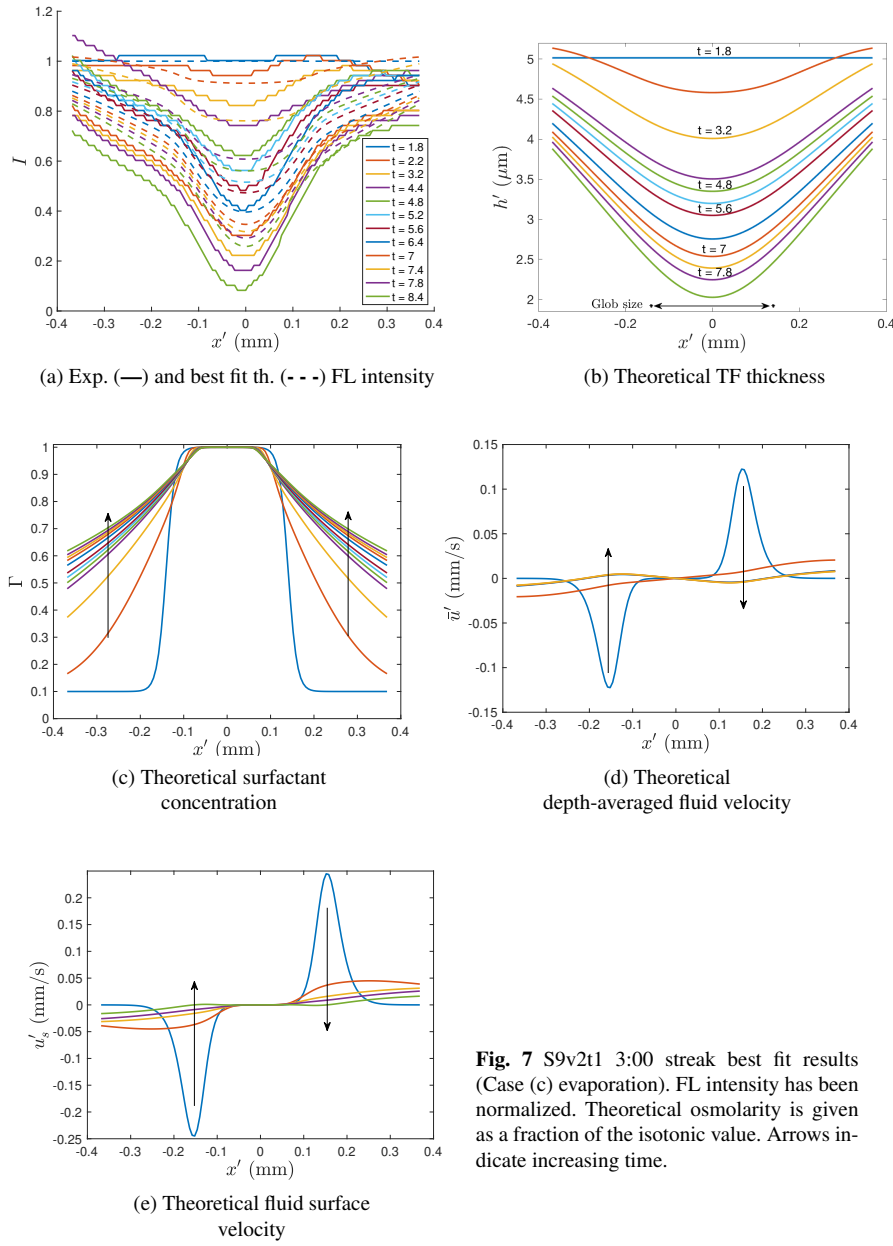 1.2
1
0.8
0.6
0.4
0.2
0
I
-0.4 -0.3 -0.2 -0.1 0 0.1 0.2 0.3 0.4
x′ (mm)
t = 1.8
t = 2.2
t = 3.2
t = 4.4
t = 4.8
t = 5.2
t = 5.6
t = 6.4
t = 7
t = 7.4
t = 7.8
t = 8.4
(a) Exp. (—) and best fit th. (- - -) FL intensity
5
4.5
4
3.5
3
2.5
2
h′ (μm)
t = 1.8
t = 3.2
t = 4.8
t = 5.6
t = 7
t = 7.8
Glob size
-0.4 -0.2 0 0.2 0.4
x′ (mm)
(b) Theoretical TF thickness
1
0.9
0.8
0.7
0.6
0.5
0.4
0.3
0.2
0.1
0
Γ
-0.4 -0.3 -0.2 -0.1 0 0.1 0.2 0.3 0.4
x′ (mm)
(c) Theoretical surfactant
concentration
0.15
0.1
0.05
0
-0.05
-0.1
-0.15
ū′ (mm/s)
-0.4 -0.3 -0.2 -0.1 0 0.1 0.2 0.3 0.4
x′ (mm)
(d) Theoretical
depth-averaged fluid velocity
0.2
0.15
0.1
0.05
0
-0.05
-0.1
-0.15
-0.2
-0.25
u′s (mm/s)
-0.4 -0.3 -0.2 -0.1 0 0.1 0.2 0.3 0.4
x′ (mm)
(e) Theoretical fluid surface
velocity
Fig. 7 S9v2t1 3:00 streak best fit results
(Case (c) evaporation). FL intensity has been
normalized. Theoretical osmolarity is given
as a fraction of the isotonic value. Arrows in-
dicate increasing time.